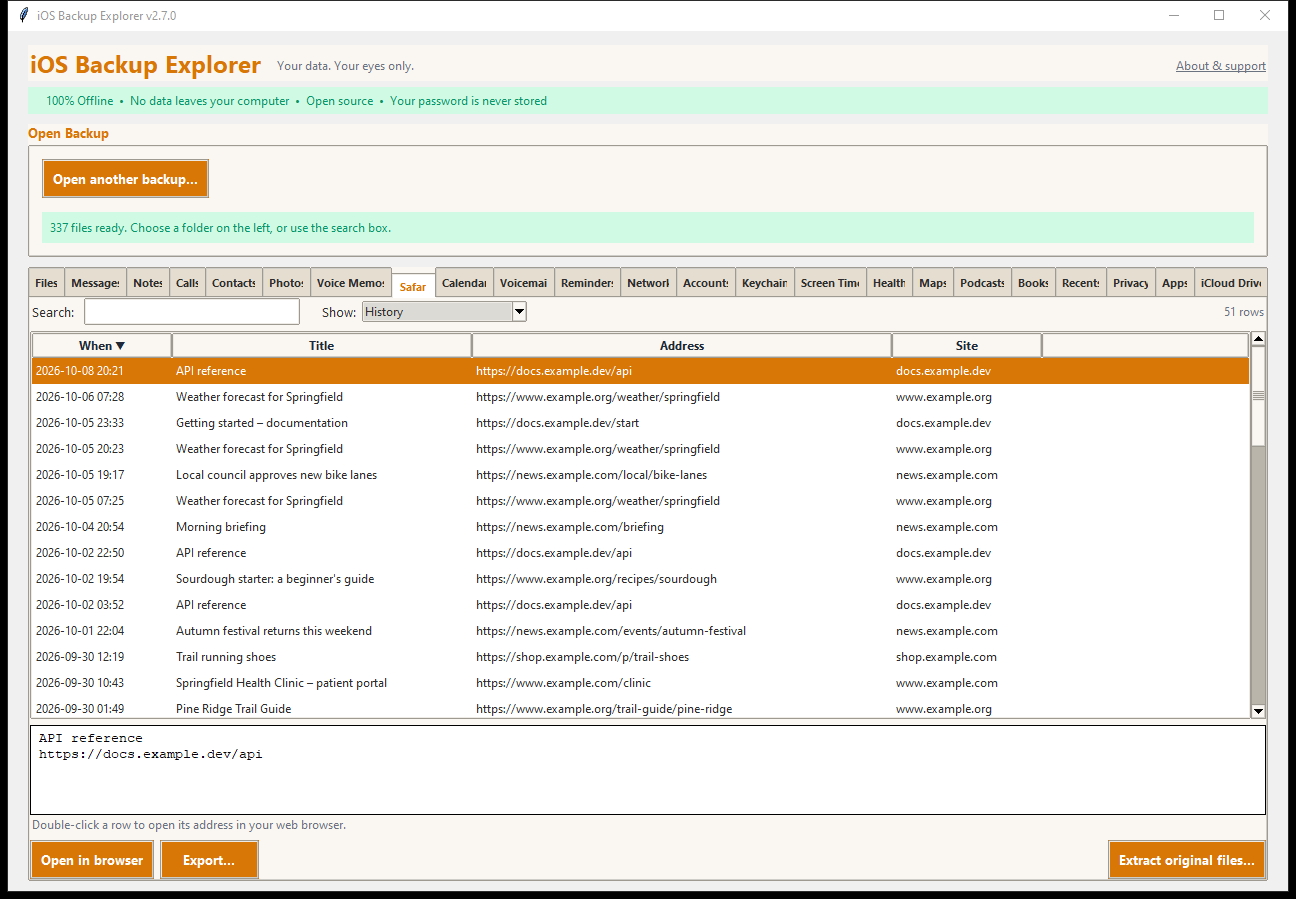 iOS Backup Explorer v2.7.0
iOS Backup Explorer Your data. Your eyes only. About & support
100% Offline • No data leaves your computer • Open source • Your password is never stored
Open Backup
Open another backup...
337 files ready. Choose a folder on the left, or use the search box.
Files Messages Notes Calls Contacts Photos Voice Memos Safari Calendar Voicemail Reminders Network Accounts Keychain Screen Time Health Maps Podcasts Books Recents Privacy Apps iCloud Drive
Search: Show: History 51 rows
When ▼ Title Address Site
2026-10-08 20:21 API reference https://docs.example.dev/api docs.example.dev
2026-10-06 07:28 Weather forecast for Springfield https://www.example.org/weather/springfield www.example.org
2026-10-05 23:33 Getting started – documentation https://docs.example.dev/start docs.example.dev
2026-10-05 20:23 Weather forecast for Springfield https://www.example.org/weather/springfield www.example.org
2026-10-05 19:17 Local council approves new bike lanes https://news.example.com/local/bike-lanes news.example.com
2026-10-05 07:25 Weather forecast for Springfield https://www.example.org/weather/springfield www.example.org
2026-10-04 20:54 Morning briefing https://news.example.com/briefing news.example.com
2026-10-02 22:50 API reference https://docs.example.dev/api docs.example.dev
2026-10-02 19:54 Sourdough starter: a beginner's guide https://www.example.org/recipes/sourdough www.example.org
2026-10-02 03:52 API reference https://docs.example.dev/api docs.example.dev
2026-10-01 22:04 Autumn festival returns this weekend https://news.example.com/events/autumn-festival news.example.com
2026-09-30 12:19 Trail running shoes https://shop.example.com/p/trail-shoes shop.example.com
2026-09-30 10:43 Springfield Health Clinic – patient portal https://www.example.com/clinic www.example.com
2026-09-30 01:49 Pine Ridge Trail Guide https://www.example.org/trail-guide/pine-ridge www.example.org
API reference
https://docs.example.dev/api
Double-click a row to open its address in your web browser.
Open in browser Export... Extract original files...